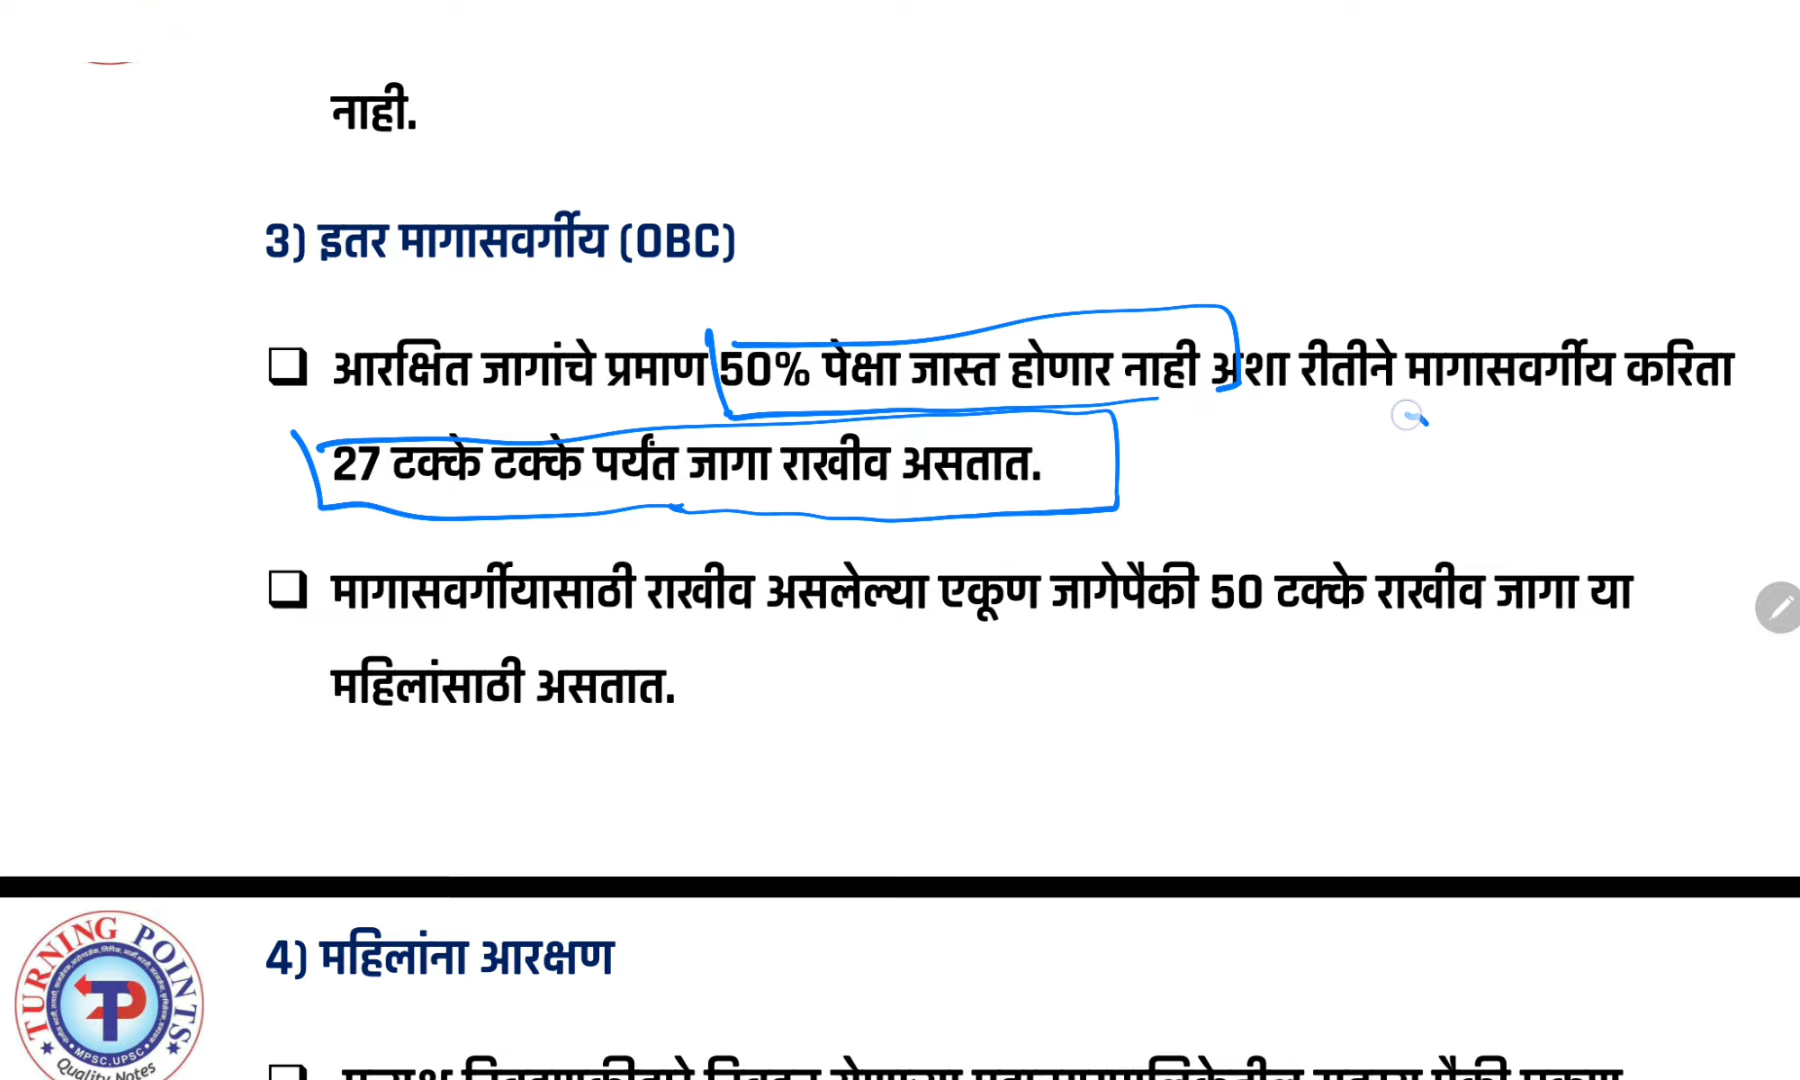 नाही.
3) इतर मागासवर्गीय (OBC)
❑ आरक्षित जागांचे प्रमाण 50% पेक्षा जास्त होणार नाही अशा रीतीने मागासवर्गीय करिता
27 टक्के टक्के पर्यंत जागा राखीव असतात.
❑ मागासवर्गीयासाठी राखीव असलेल्या एकूण जागेपैकी 50 टक्के राखीव जागा या
महिलांसाठी असतात.
TURNING POINTS
TP
MPSC, UPSC
Quality Notes
4) महिलांना आरक्षण